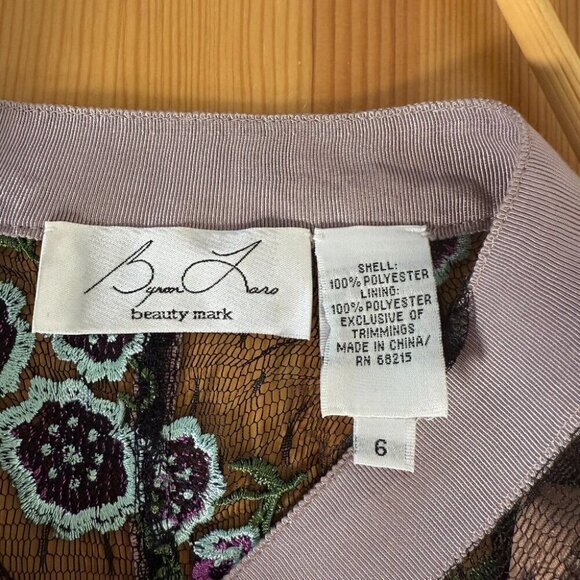 Byron Lars
beauty mark
SHELL:
100% POLYESTER
LINING:
100% POLYESTER
EXCLUSIVE OF
TRIMMINGS
MADE IN CHINA/
RN 68215
6